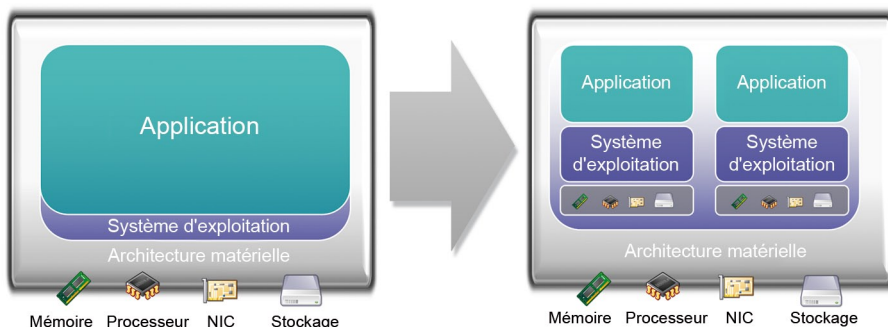 Application
Système d'exploitation
Architecture matérielle
Mémoire Processeur NIC Stockage
Application Application
Système d'exploitation Système d'exploitation
Architecture matérielle
Mémoire Processeur NIC Stockage